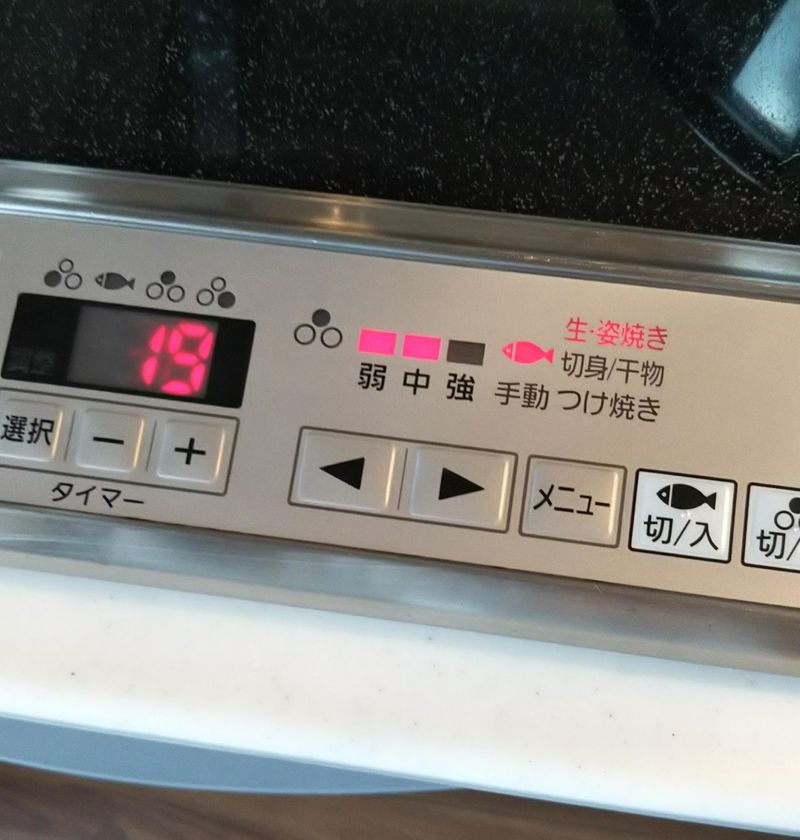 19
生・姿焼き
弱 中 強
切身/干物
手動 つけ焼き
選択 － ＋
タイマー
◀ ▶
メニュー
切/入
切/